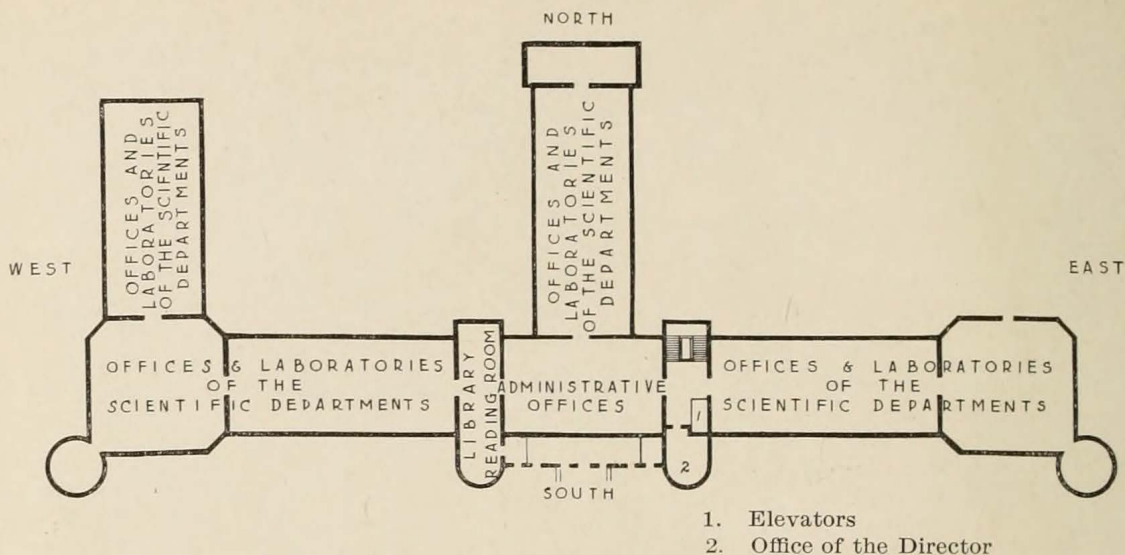 NORTH
OFFICES AND
LABORATORIES
OF THE SCIENTIFIC
DEPARTMENTS
OFFICES AND
LABORATORIES
OF THE SCIENTIFIC
DEPARTMENTS
WEST
EAST
OFFICES & LABORATORIES
OF THE
SCIENTIFIC DEPARTMENTS
LIBRARY
READING ROOM
ADMINISTRATIVE
OFFICES
OFFICES & LABORATORIES
OF THE
SCIENTIFIC DEPARTMENTS
1
2
SOUTH
1. Elevators
2. Office of the Director